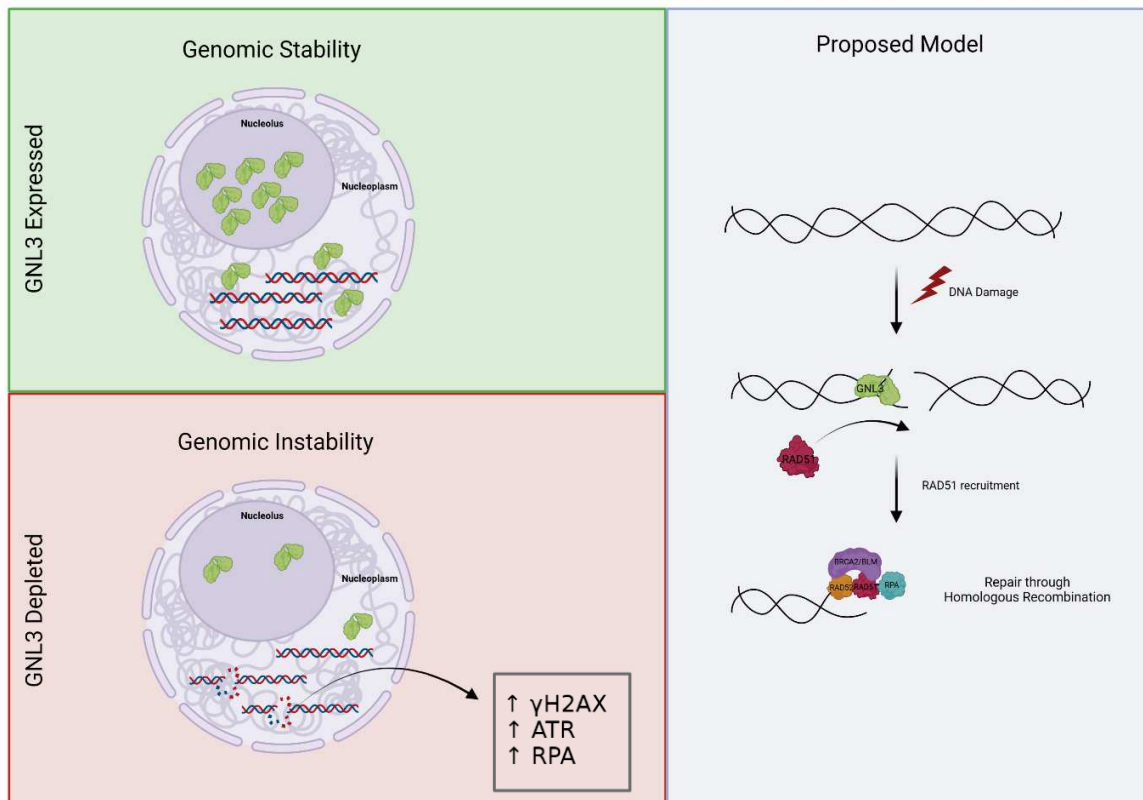 Genomic Stability
GNL3 Expressed
Nucleolus
Nucleoplasm
Genomic Instability
GNL3 Depleted
Nucleolus
Nucleoplasm
↑ γH2AX
↑ ATR
↑ RPA
Proposed Model
DNA Damage
GNL3
RAD51
RAD51 recruitment
BRCA2/BLM
RAD52
RAD51
RPA
Repair through
Homologous Recombination